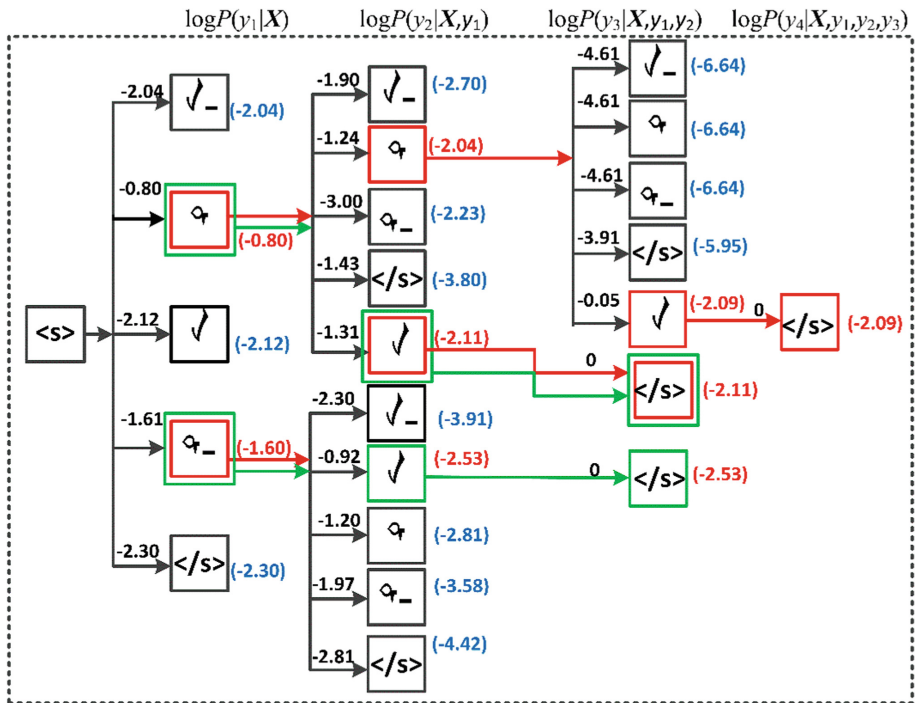 logP(y₁|X) logP(y₂|X,y₁) logP(y₃|X,y₁,y₂) logP(y₄|X,y₁,y₂,y₃)
<s>
-2.04 (-2.04)
-0.80 (-0.80)
-2.12 (-2.12)
-1.61 (-1.60)
-2.30 </s> (-2.30)
-1.90 (-2.70)
-1.24 (-2.04)
-3.00 (-2.23)
-1.43 </s> (-3.80)
-1.31 (-2.11)
-2.30 (-3.91)
-0.92 (-2.53)
-1.20 (-2.81)
-1.97 (-3.58)
-2.81 </s> (-4.42)
-4.61 (-6.64)
-4.61 (-6.64)
-4.61 (-6.64)
-3.91 </s> (-5.95)
-0.05 (-2.09)
0 </s> (-2.11)
0 </s> (-2.53)
0 </s> (-2.09)